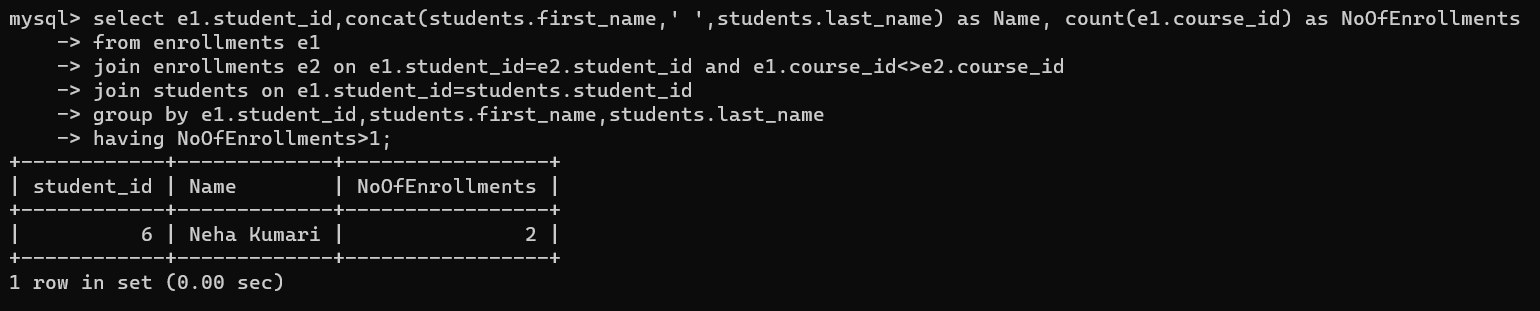 mysql> select e1.student_id,concat(students.first_name,' ',students.last_name) as Name, count(e1.course_id) as NoOfEnrollments
    -> from enrollments e1
    -> join enrollments e2 on e1.student_id=e2.student_id and e1.course_id<>e2.course_id
    -> join students on e1.student_id=students.student_id
    -> group by e1.student_id,students.first_name,students.last_name
    -> having NoOfEnrollments>1;
+------------+-------------+-----------------+
| student_id | Name        | NoOfEnrollments |
+------------+-------------+-----------------+
|          6 | Neha Kumari |               2 |
+------------+-------------+-----------------+
1 row in set (0.00 sec)